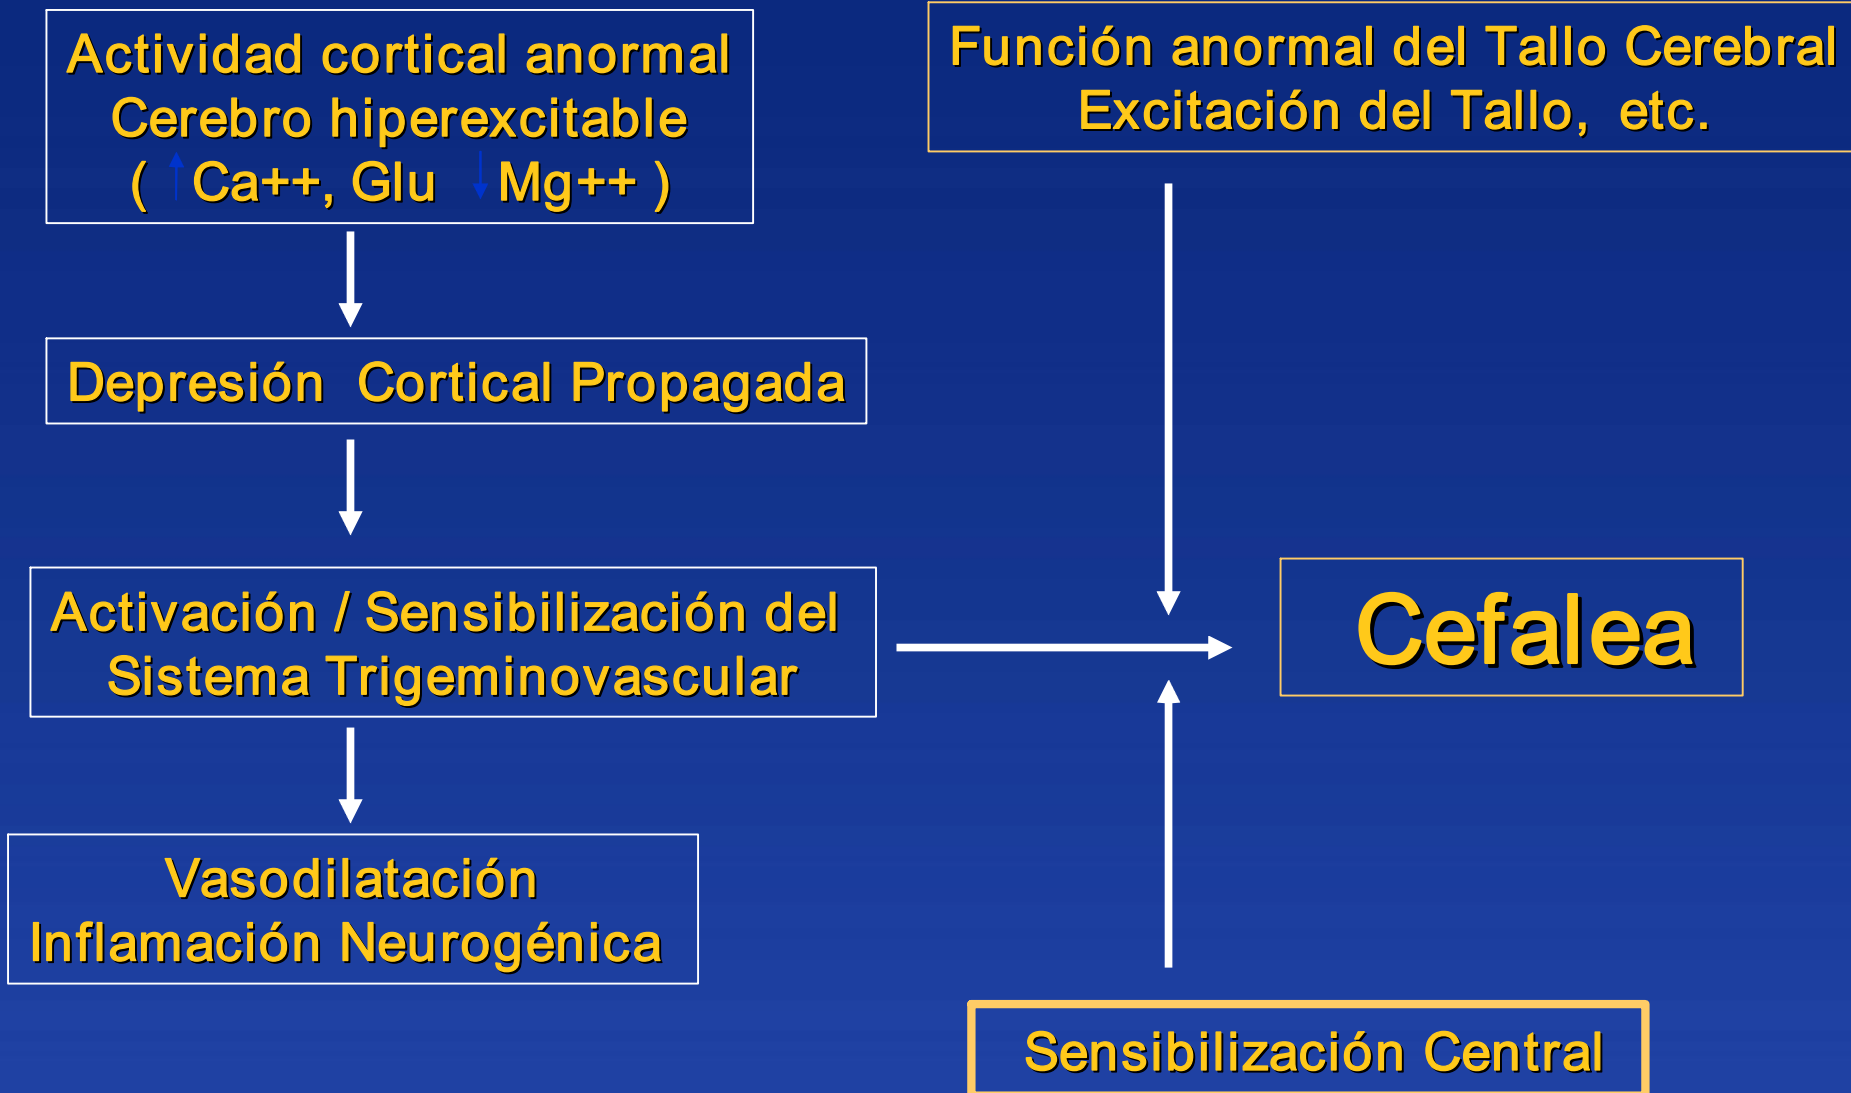 Actividad cortical anormal
Cerebro hiperexcitable
( ↑ Ca++, Glu ↓ Mg++ )
Depresión Cortical Propagada
Activación / Sensibilización del
Sistema Trigeminovascular
Vasodilatación
Inflamación Neurogénica
Función anormal del Tallo Cerebral
Excitación del Tallo, etc.
Cefalea
Sensibilización Central